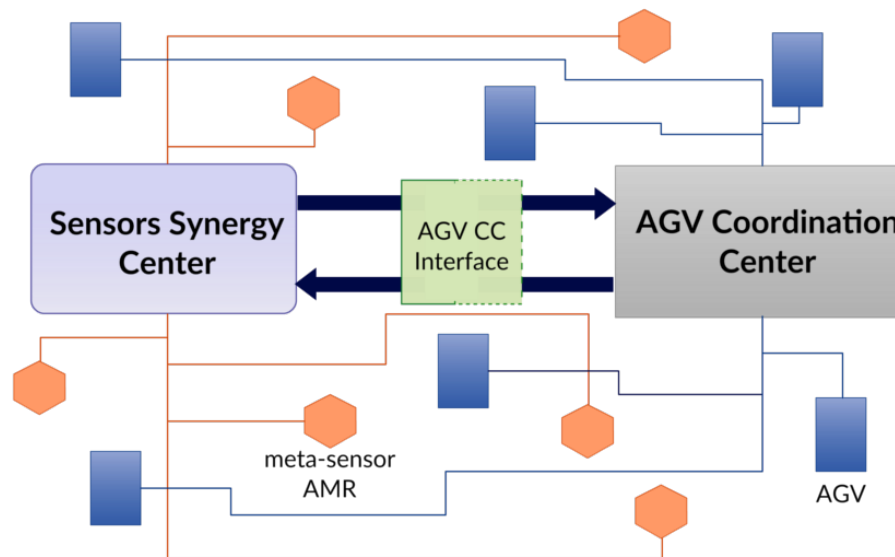 Sensors Synergy
Center
AGV CC
Interface
AGV Coordination
Center
meta-sensor
AMR
AGV